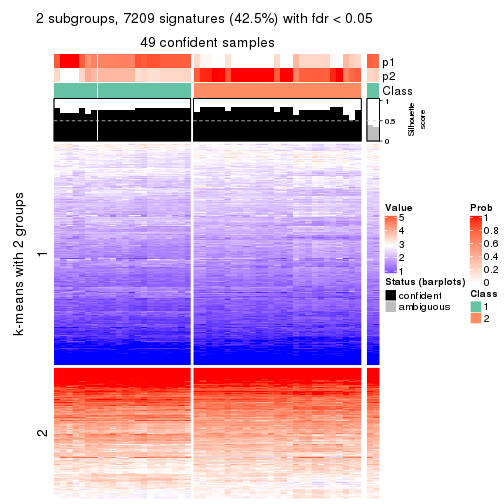 2 subgroups, 7209 signatures (42.5%) with fdr < 0.05
49 confident samples
p1
p2
Class
1
0.5
0
Silhouette
score
k-means with 2 groups
1
2
Value
5
4
3
2
1
Status (barplots)
confident
ambiguous
Prob
1
0.8
0.6
0.4
0.2
0
Class
1
2